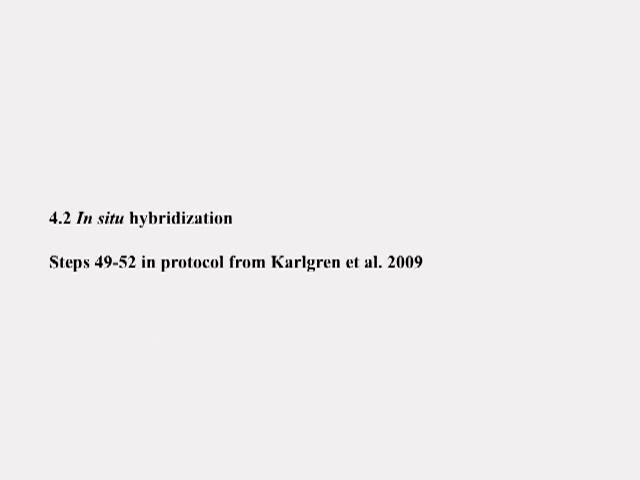 4.2 In situ hybridization
Steps 49-52 in protocol from Karlgren et al. 2009